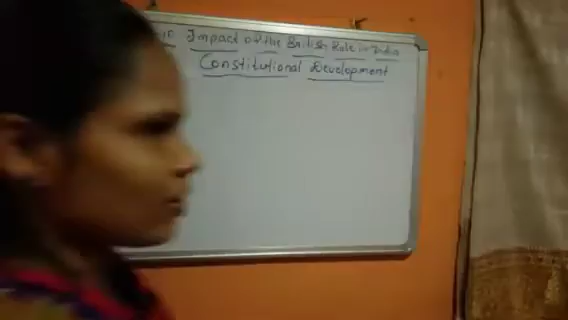 Impact of the British Rule in India
Constitutional Development